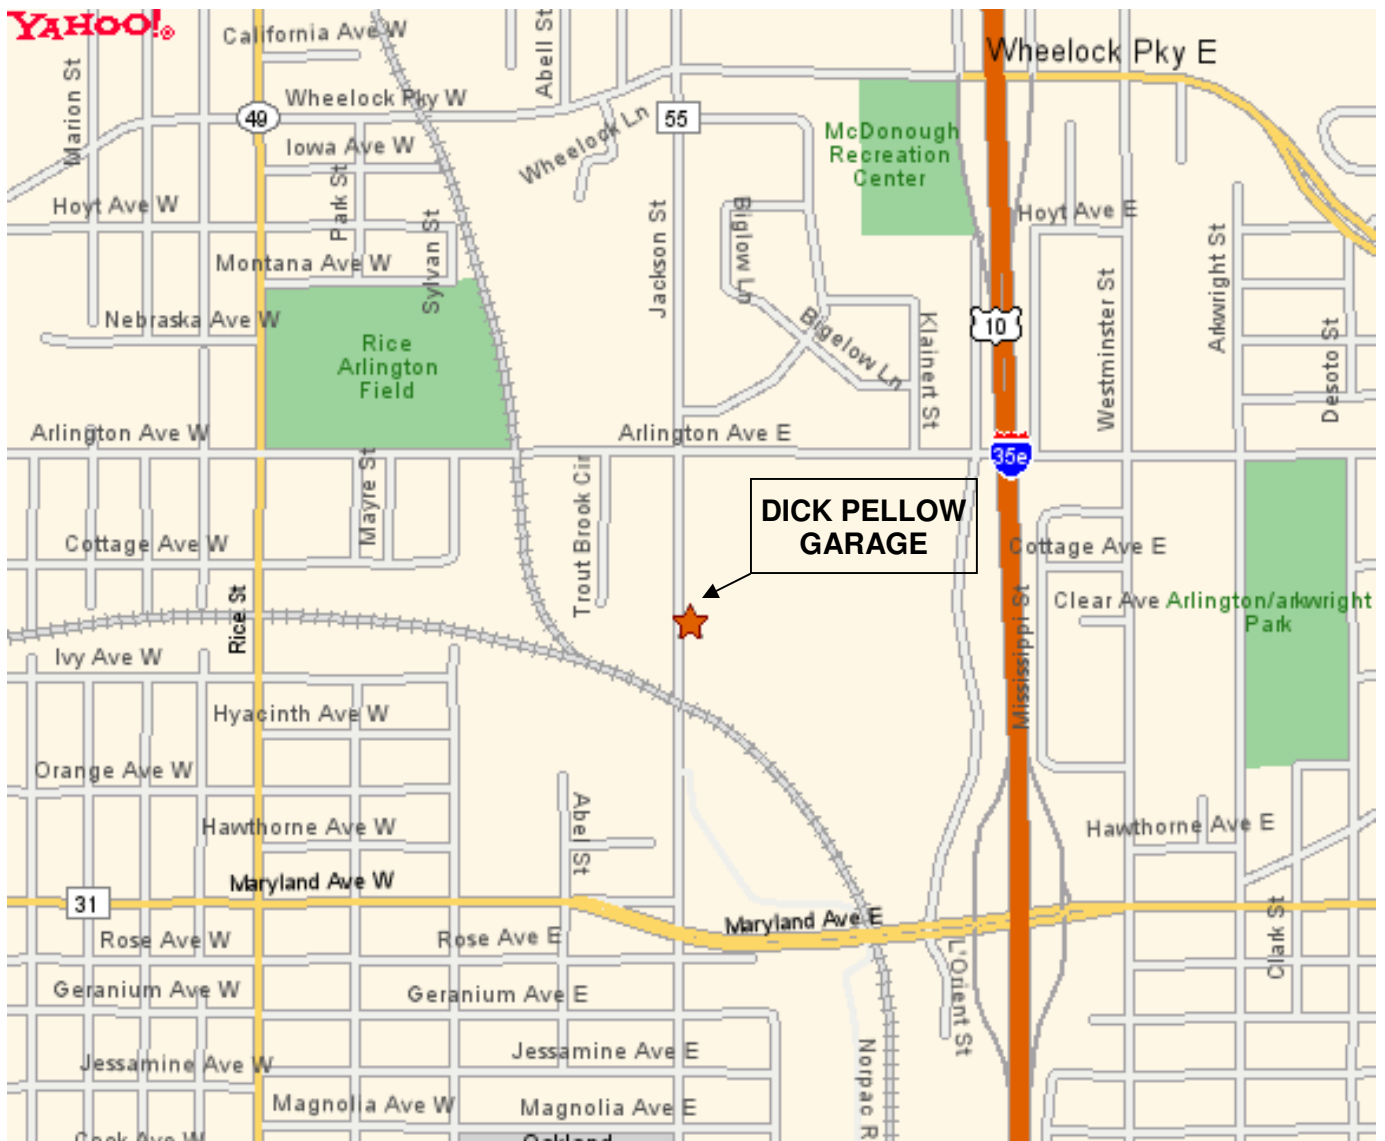 YAHOO!®
California Ave W
Abell St
Wheelock Pky E
Marion St
Wheelock Pky W
49
55
Wheelock Ln
McDonough
Recreation
Center
Iowa Ave W
Park St
Hoyt Ave W
Sylvan St
Jackson St
Biglow Ln
Hoyt Ave E
Arkwright St
Montana Ave W
Westminster St
Nebraska Ave W
10
Bigelow Ln
Klainert St
Desoto St
Rice
Arlington
Field
Arlington Ave W
Arlington Ave E
35e
Mayre St
Trout Brook Cir
DICK PELLOW
GARAGE
Cottage Ave W
Cottage Ave E
Rice St
Mississippi St
Clear Ave
Arlington/arkwright
Park
Ivy Ave W
Hyacinth Ave W
Orange Ave W
Abel St
Hawthorne Ave W
Hawthorne Ave E
Maryland Ave W
31
Maryland Ave E
Rose Ave W
Rose Ave E
L'Orient St
Clark St
Geranium Ave W
Geranium Ave E
Jessamine Ave W
Jessamine Ave E
Norpac R
Magnolia Ave W
Magnolia Ave E
Cook Ave W
Oakland